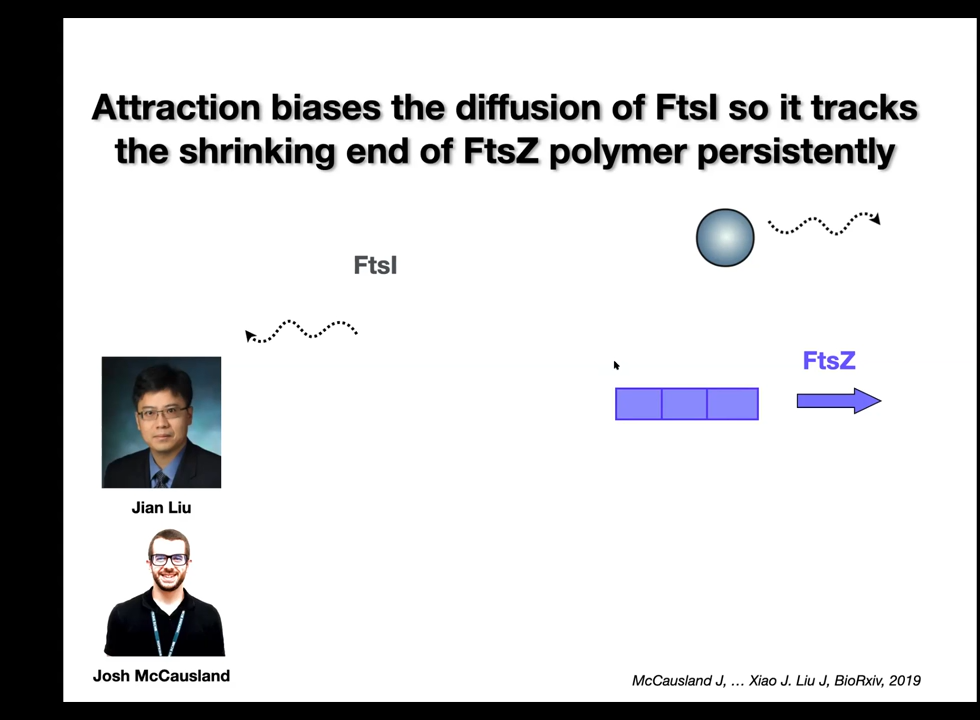 Attraction biases the diffusion of FtsI so it tracks
the shrinking end of FtsZ polymer persistently
FtsI
FtsZ
Jian Liu
Josh McCausland
McCausland J, … Xiao J. Liu J, BioRxiv, 2019